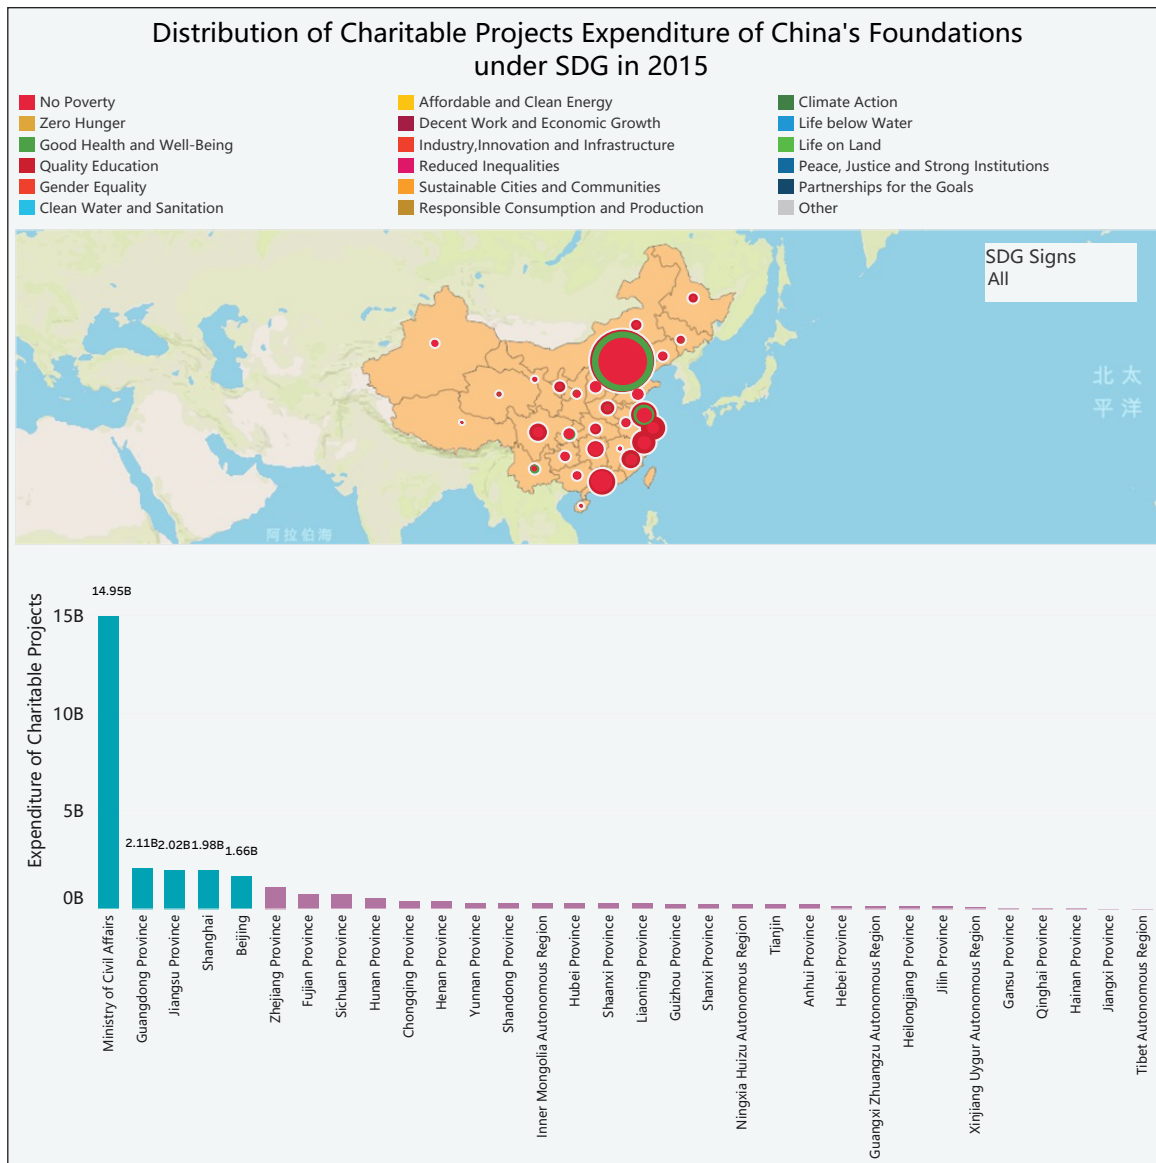 Distribution of Charitable Projects Expenditure of China's Foundations
under SDG in 2015
No Poverty
Zero Hunger
Good Health and Well-Being
Quality Education
Gender Equality
Clean Water and Sanitation
Affordable and Clean Energy
Decent Work and Economic Growth
Industry,Innovation and Infrastructure
Reduced Inequalities
Sustainable Cities and Communities
Responsible Consumption and Production
Climate Action
Life below Water
Life on Land
Peace, Justice and Strong Institutions
Partnerships for the Goals
Other
SDG Signs
All
北 太
平 洋
阿拉伯海
Expenditure of Charitable Projects
15B
10B
5B
0B
14.95B
2.11B
2.02B
1.98B
1.66B
Ministry of Civil Affairs
Guangdong Province
Jiangsu Province
Shanghai
Beijing
Zhejiang Province
Fujian Province
Sichuan Province
Hunan Province
Chongqing Province
Henan Province
Yunnan Province
Shandong Province
Inner Mongolia Autonomous Region
Hubei Province
Shaanxi Province
Liaoning Province
Guizhou Province
Shanxi Province
Ningxia Huizu Autonomous Region
Tianjin
Anhui Province
Hebei Province
Guangxi Zhuangzu Autonomous Region
Heilongjiang Province
Jilin Province
Xinjiang Uygur Autonomous Region
Gansu Province
Qinghai Province
Hainan Province
Jiangxi Province
Tibet Autonomous Region